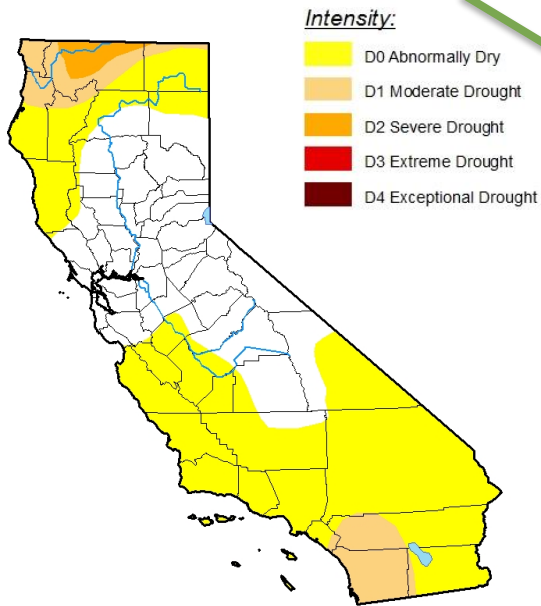 Intensity:
D0 Abnormally Dry
D1 Moderate Drought
D2 Severe Drought
D3 Extreme Drought
D4 Exceptional Drought